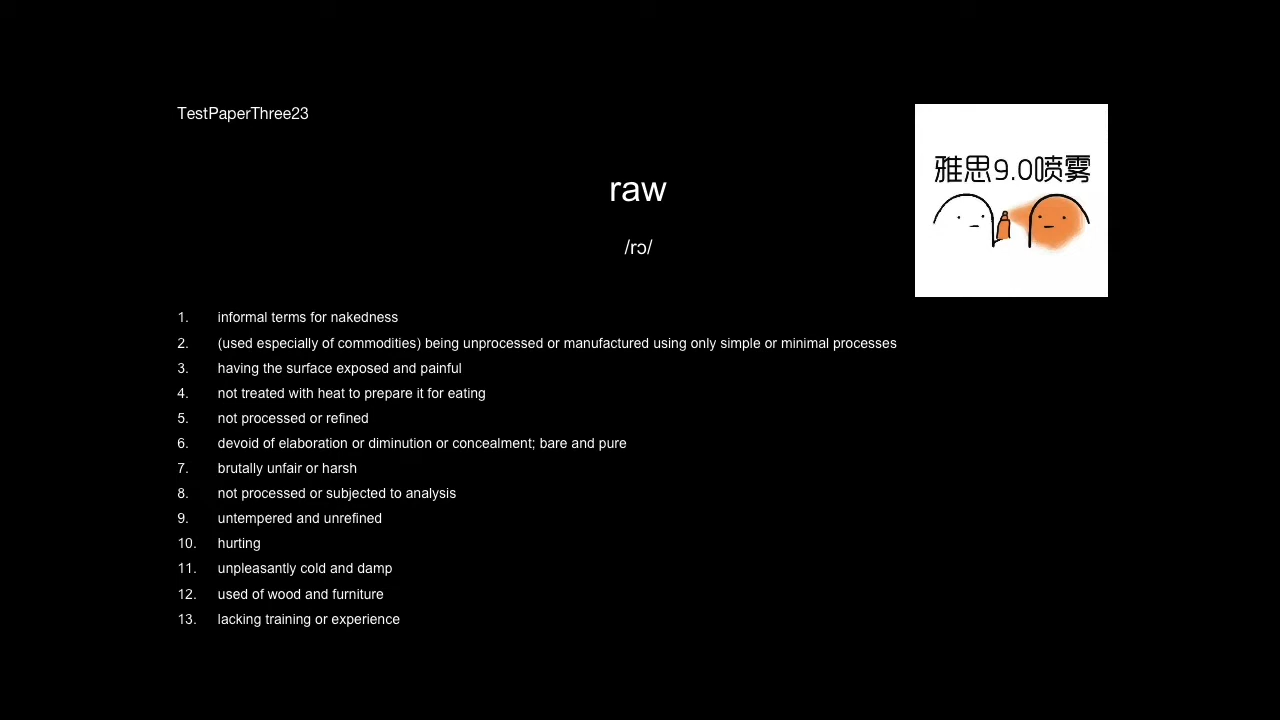 TestPaperThree23
雅思9.0喷雾
raw
/rɔ/
1. informal terms for nakedness
2. (used especially of commodities) being unprocessed or manufactured using only simple or minimal processes
3. having the surface exposed and painful
4. not treated with heat to prepare it for eating
5. not processed or refined
6. devoid of elaboration or diminution or concealment; bare and pure
7. brutally unfair or harsh
8. not processed or subjected to analysis
9. untempered and unrefined
10. hurting
11. unpleasantly cold and damp
12. used of wood and furniture
13. lacking training or experience